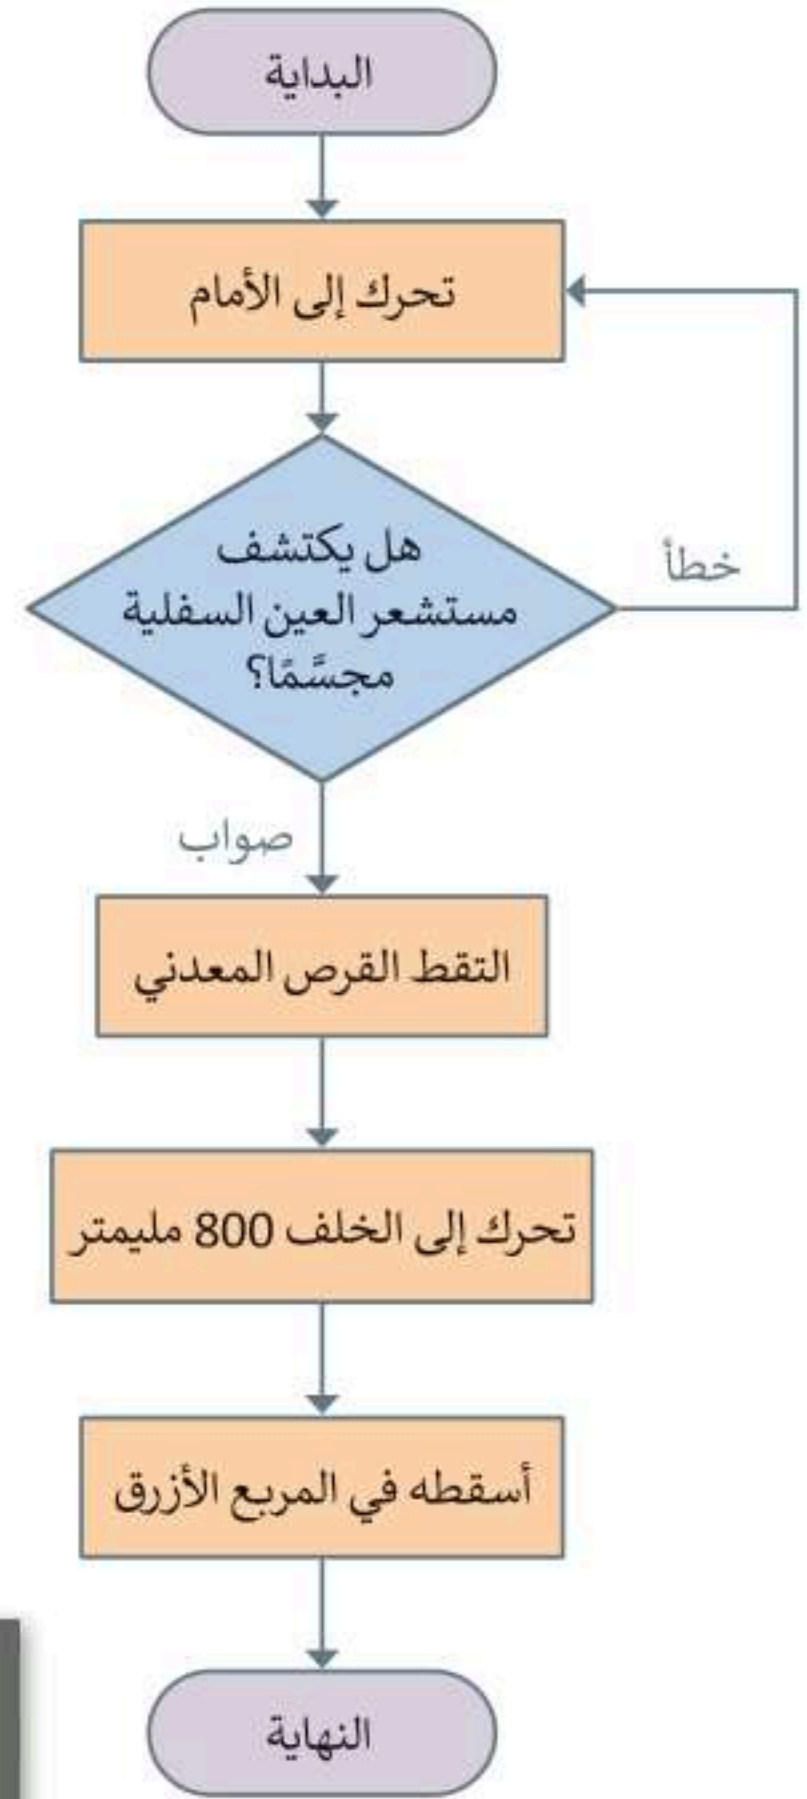 البداية
تحرك إلى الأمام
هل يكتشف
مستشعر العين السفلية
مجسَّمًا؟
خطأ
صواب
التقط القرص المعدني
تحرك إلى الخلف 800 مليمتر
أسقطه في المربع الأزرق
النهاية